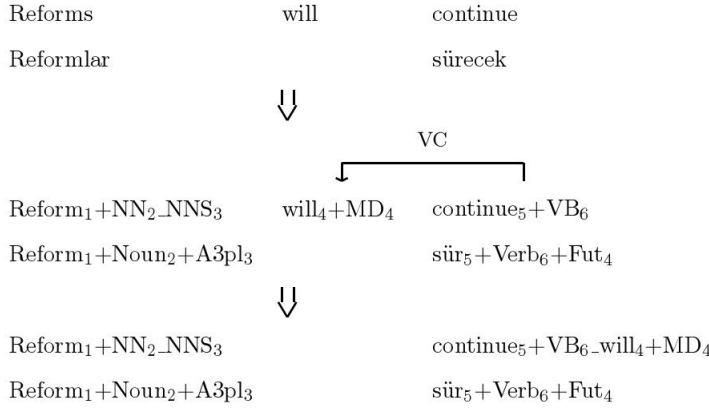 Reforms will continue
Reformlar sürecek
VC
Reform₁+NN₂_NNS₃ will₄+MD₄ continue₅+VB₆
Reform₁+Noun₂+A3pl₃ sür₅+Verb₆+Fut₄
Reform₁+NN₂_NNS₃ continue₅+VB₆_will₄+MD₄
Reform₁+Noun₂+A3pl₃ sür₅+Verb₆+Fut₄